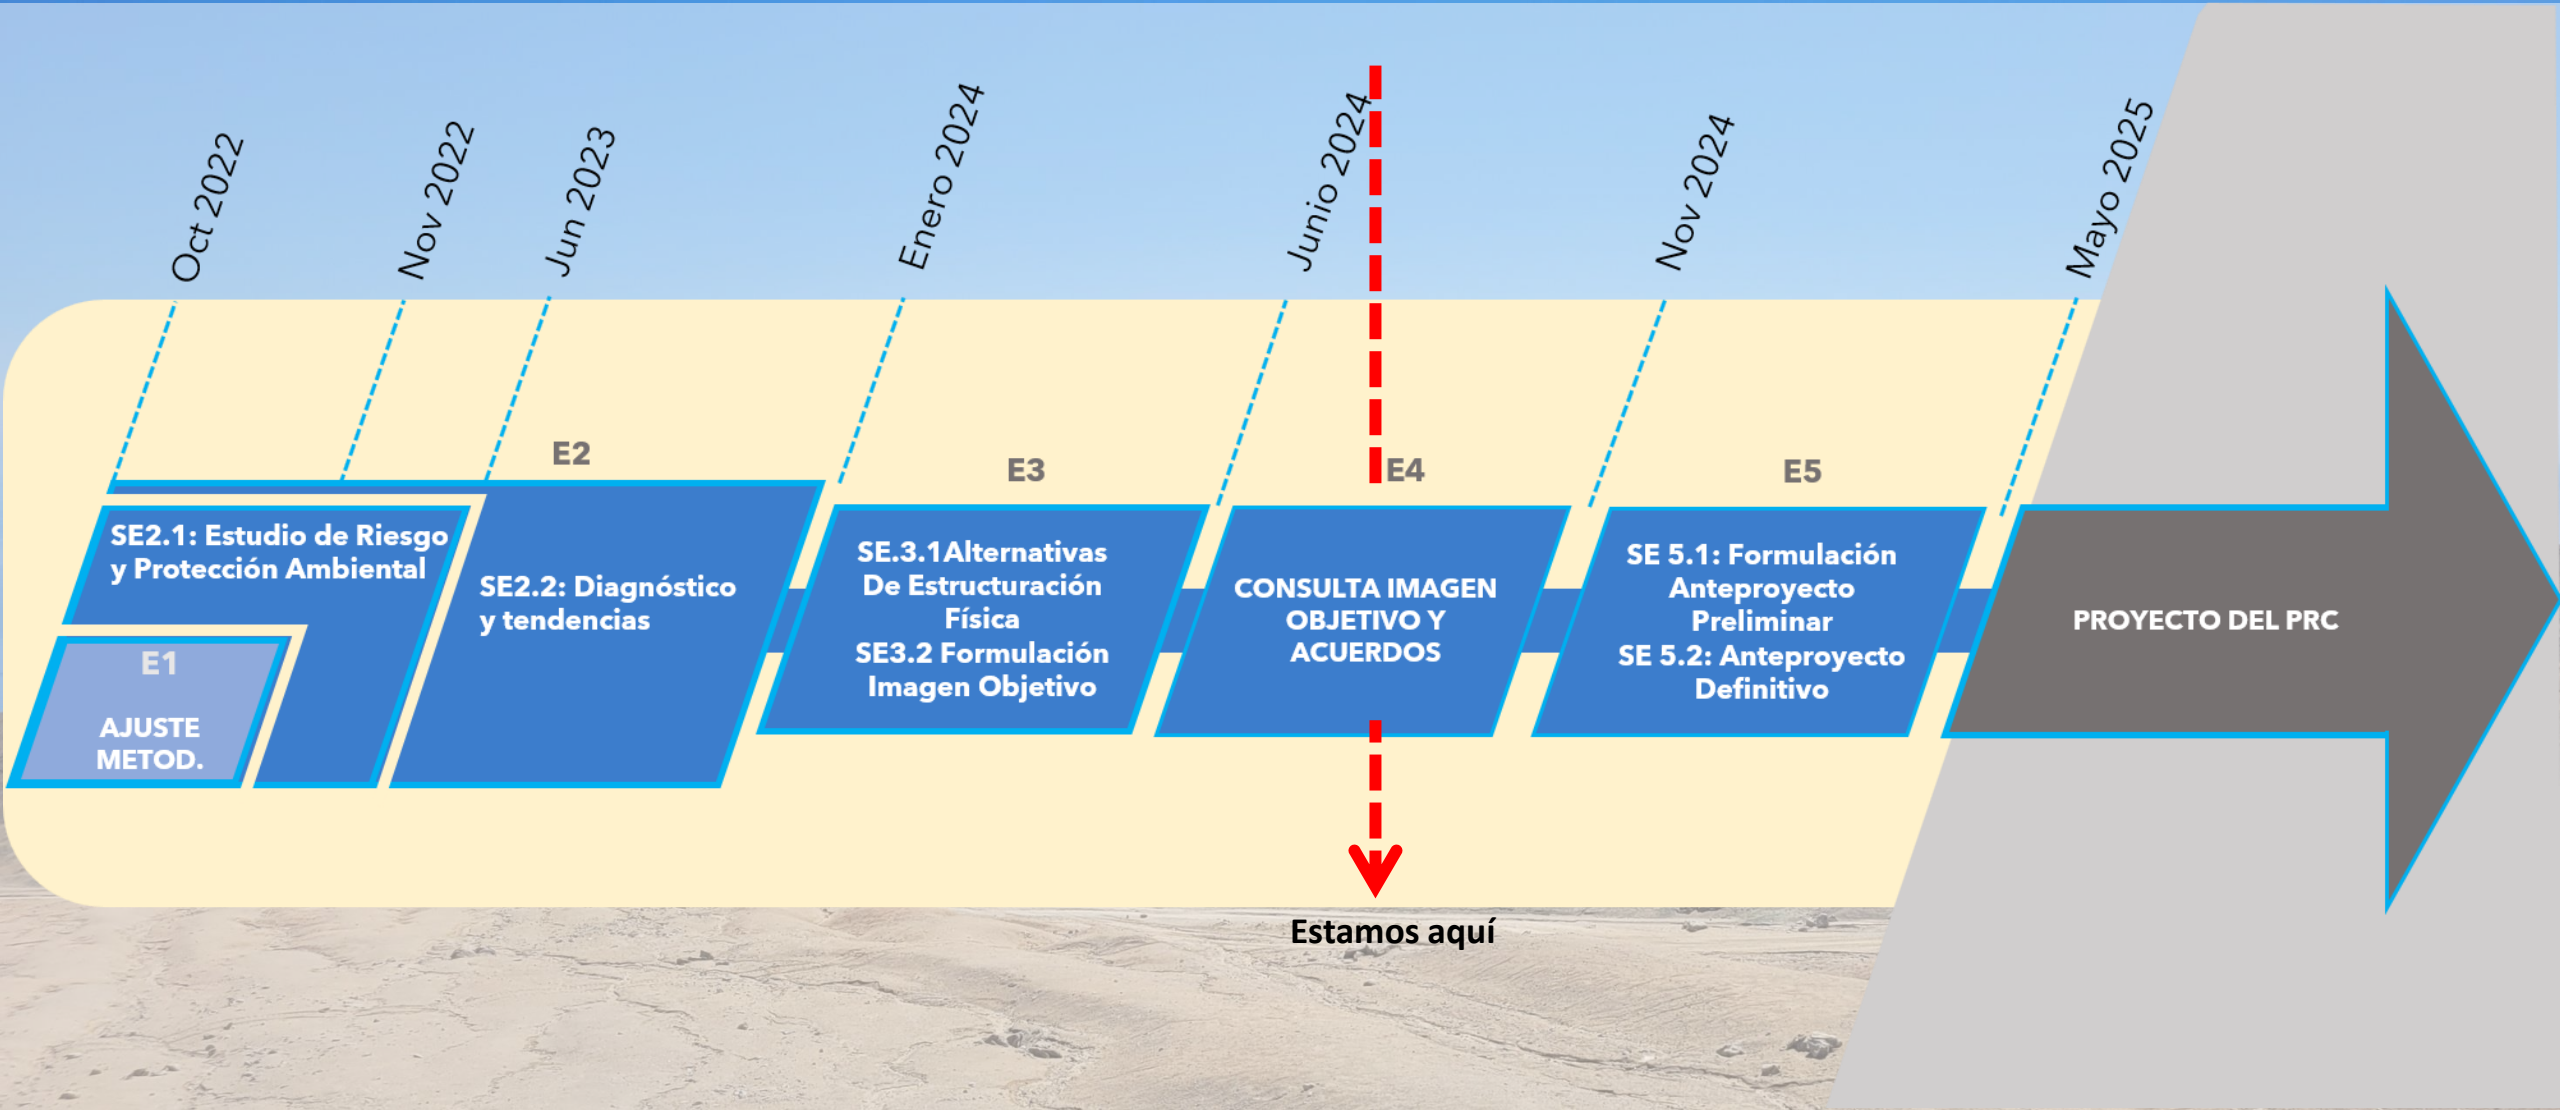 Oct 2022
Nov 2022
Jun 2023
Enero 2024
Junio 2024
Nov 2024
Mayo 2025
E2
E3
E4
E5
SE2.1: Estudio de Riesgo
y Protección Ambiental
E1
AJUSTE
METOD.
SE2.2: Diagnóstico
y tendencias
SE.3.1Alternativas
De Estructuración
Física
SE3.2 Formulación
Imagen Objetivo
CONSULTA IMAGEN
OBJETIVO Y
ACUERDOS
SE 5.1: Formulación
Anteproyecto
Preliminar
SE 5.2: Anteproyecto
Definitivo
PROYECTO DEL PRC
Estamos aquí